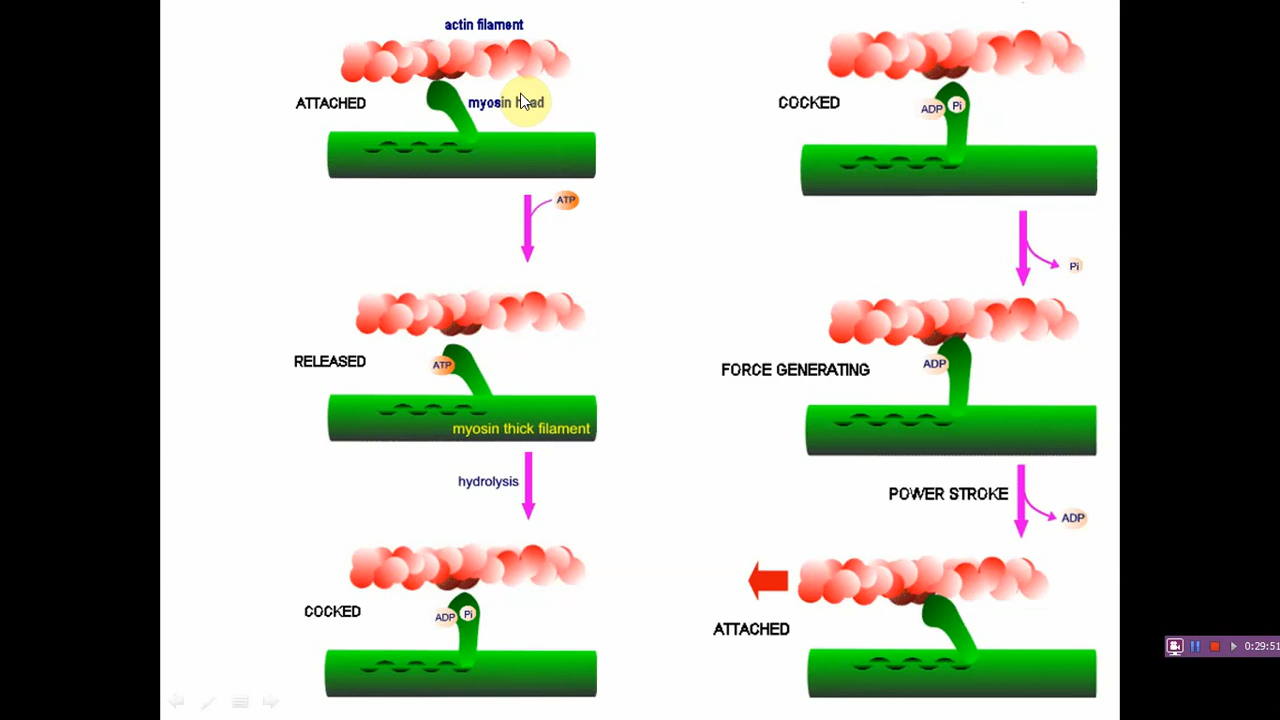 actin filament
ATTACHED
myosin head
ATP
RELEASED
ATP
myosin thick filament
hydrolysis
COCKED
ADP
Pi
COCKED
ADP
Pi
Pi
FORCE GENERATING
ADP
POWER STROKE
ADP
ATTACHED
0:29:51